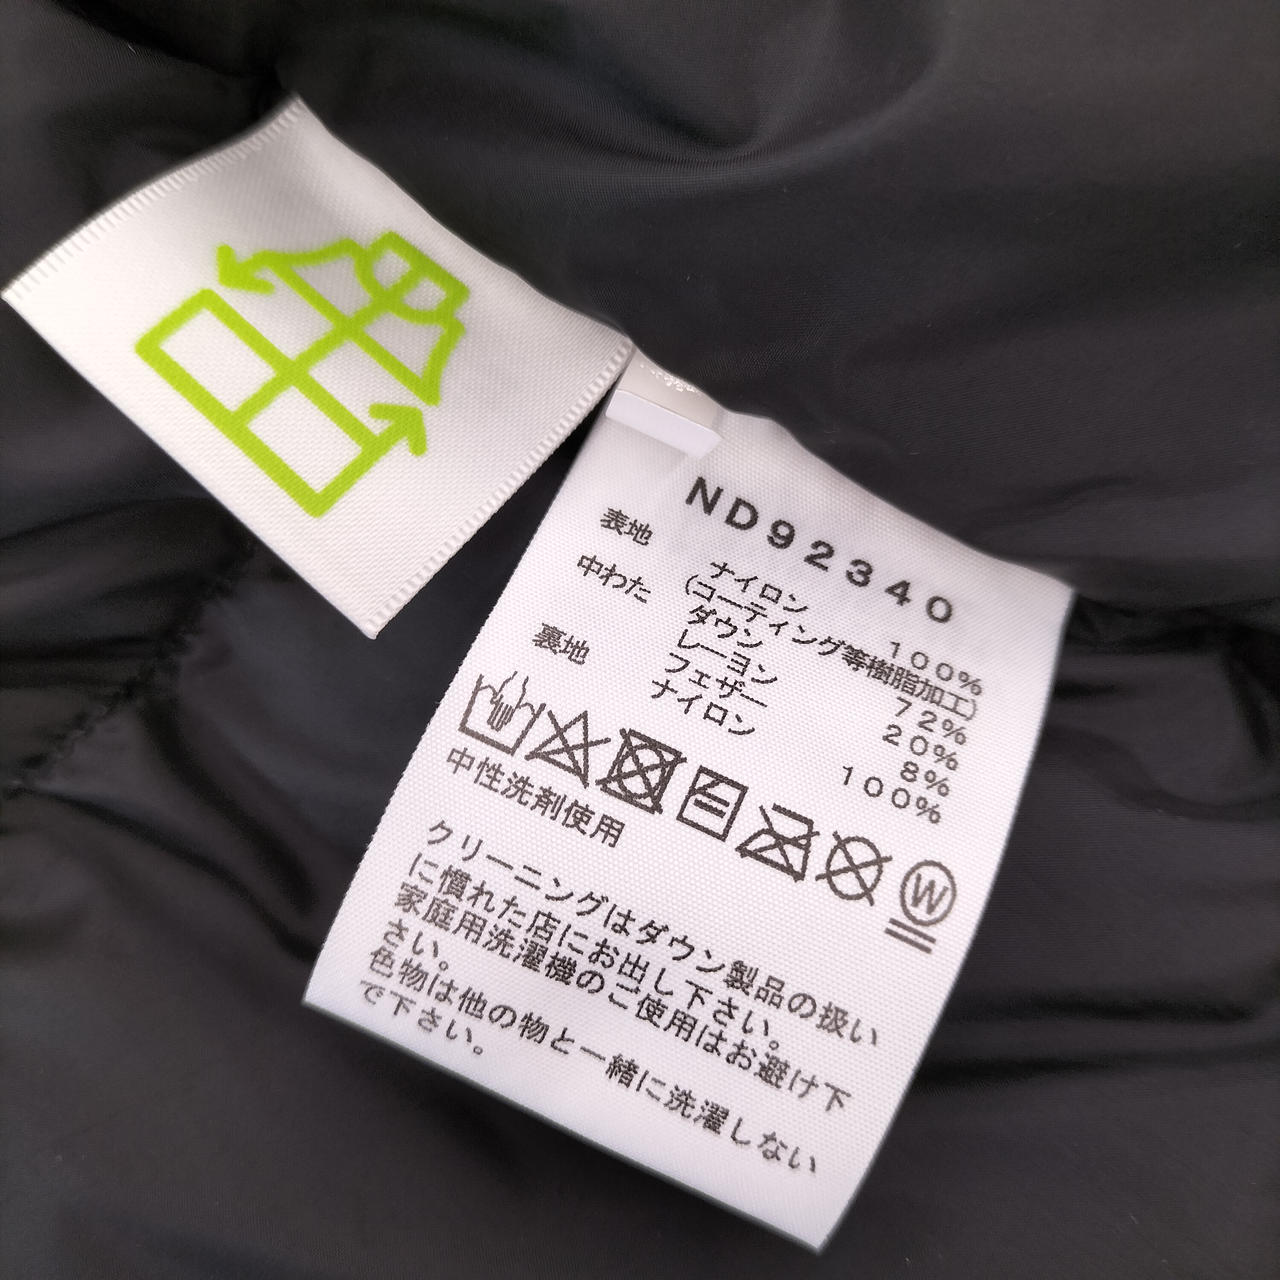 ND92340
表地 ナイロン 100%
(コーティング等樹脂加工)
中わた ダウン 72%
レーヨン 20%
フェザー 8%
裏地 ナイロン 100%
W
中性洗剤使用
クリーニングはダウン製品の扱い
に慣れた店にお出し下さい。
家庭用洗濯機のご使用はお避け下
さい。
色物は他の物と一緒に洗濯しない
で下さい。